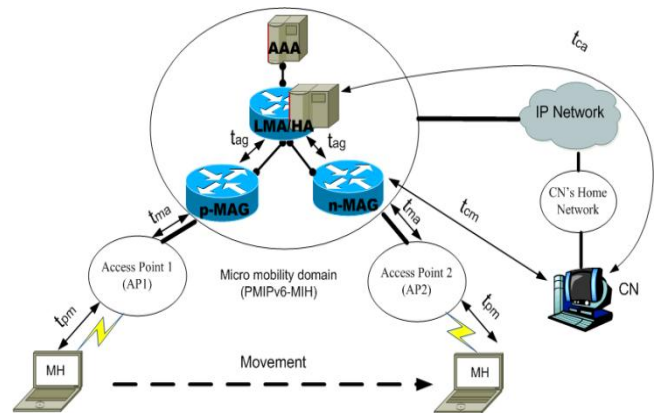 AAA
t_ca
LMA/HA
IP Network
t_ag
t_ag
p-MAG
n-MAG
t_cm
CN's Home
Network
t_ma
t_ma
Access Point 1
(AP1)
Micro mobility domain
(PMIPv6-MIH)
Access Point 2
(AP2)
CN
t_pm
t_pm
MH
Movement
MH